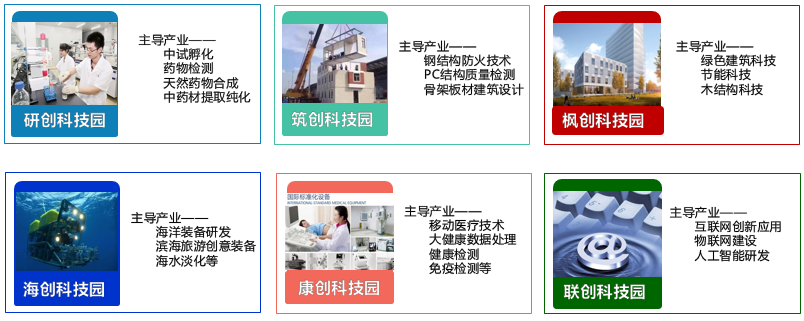 主导产业——
中试孵化
药物检测
天然药物合成
中药材提取纯化
研创科技园
主导产业——
钢结构防火技术
PC结构质量检测
骨架板材建筑设计
筑创科技园
主导产业——
绿色建筑科技
节能科技
木结构科技
枫创科技园
主导产业——
海洋装备研发
滨海旅游创意装备
海水淡化等
海创科技园
国际标准化设备
INTERNATIONAL STANDARD MEDICAL EQUIPMENT
主导产业——
移动医疗技术
大健康数据处理
健康检测
免疫检测等
康创科技园
主导产业——
互联网创新应用
物联网建设
人工智能研发
@
联创科技园